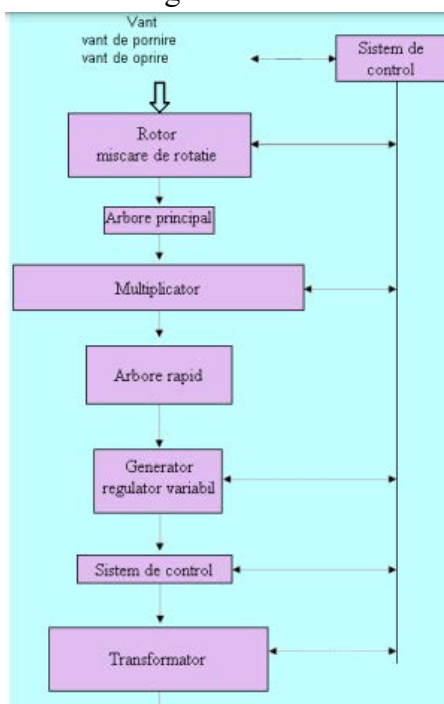 Vant
vant de pornire
vant de oprire
Sistem de
control
Rotor
miscare de rotatie
Arbore principal
Multiplicator
Arbore rapid
Generator
regulator variabil
Sistem de control
Transformator